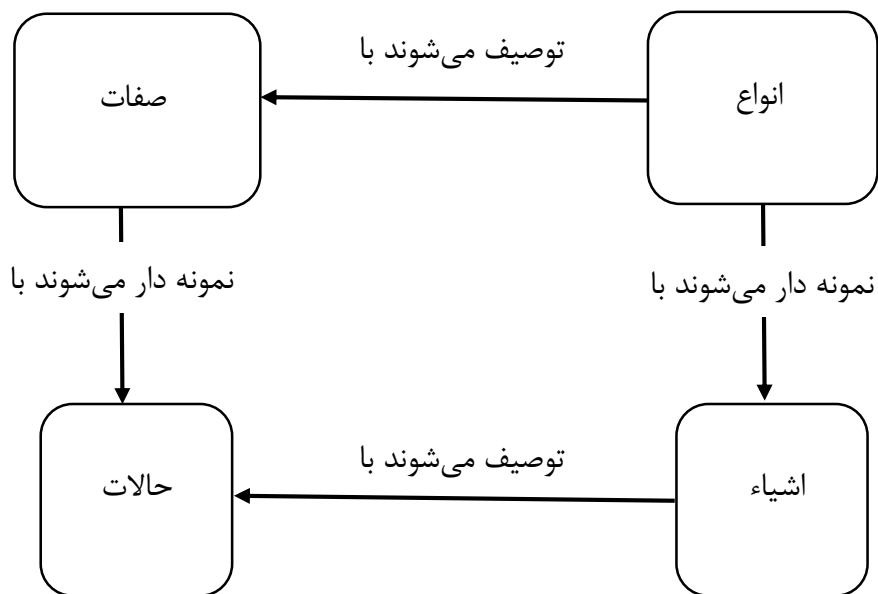 توصیف می‌شوند با
انواع
صفات
نمونه دار می‌شوند با
نمونه دار می‌شوند با
توصیف می‌شوند با
اشیاء
حالات